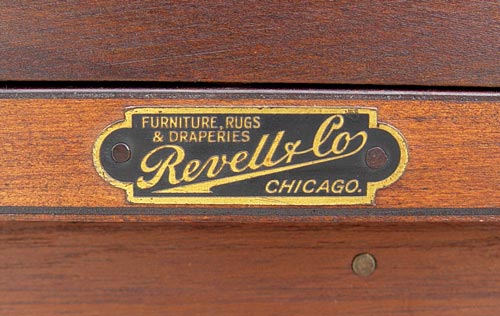 FURNITURE, RUGS
& DRAPERIES
Revell & Co
CHICAGO.